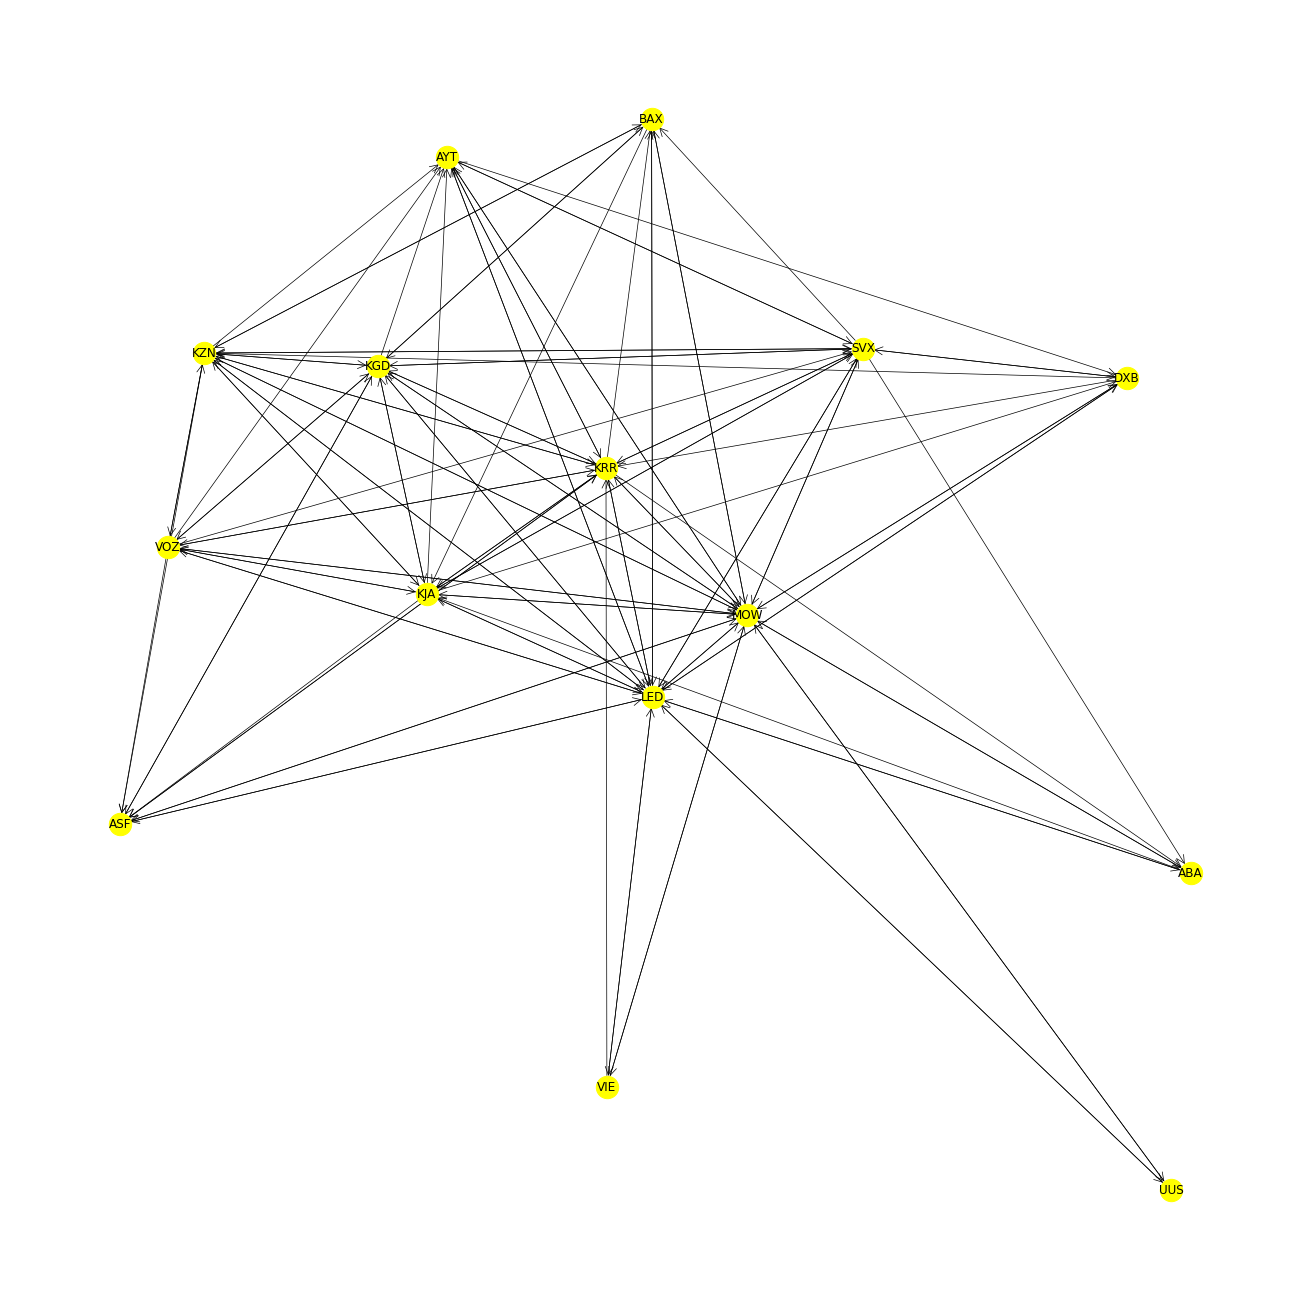 BAX
AYT
SVX
KZN
KGD
DXB
KRR
VOZ
KJA
MOW
LED
ASF
ABA
VIE
UUS